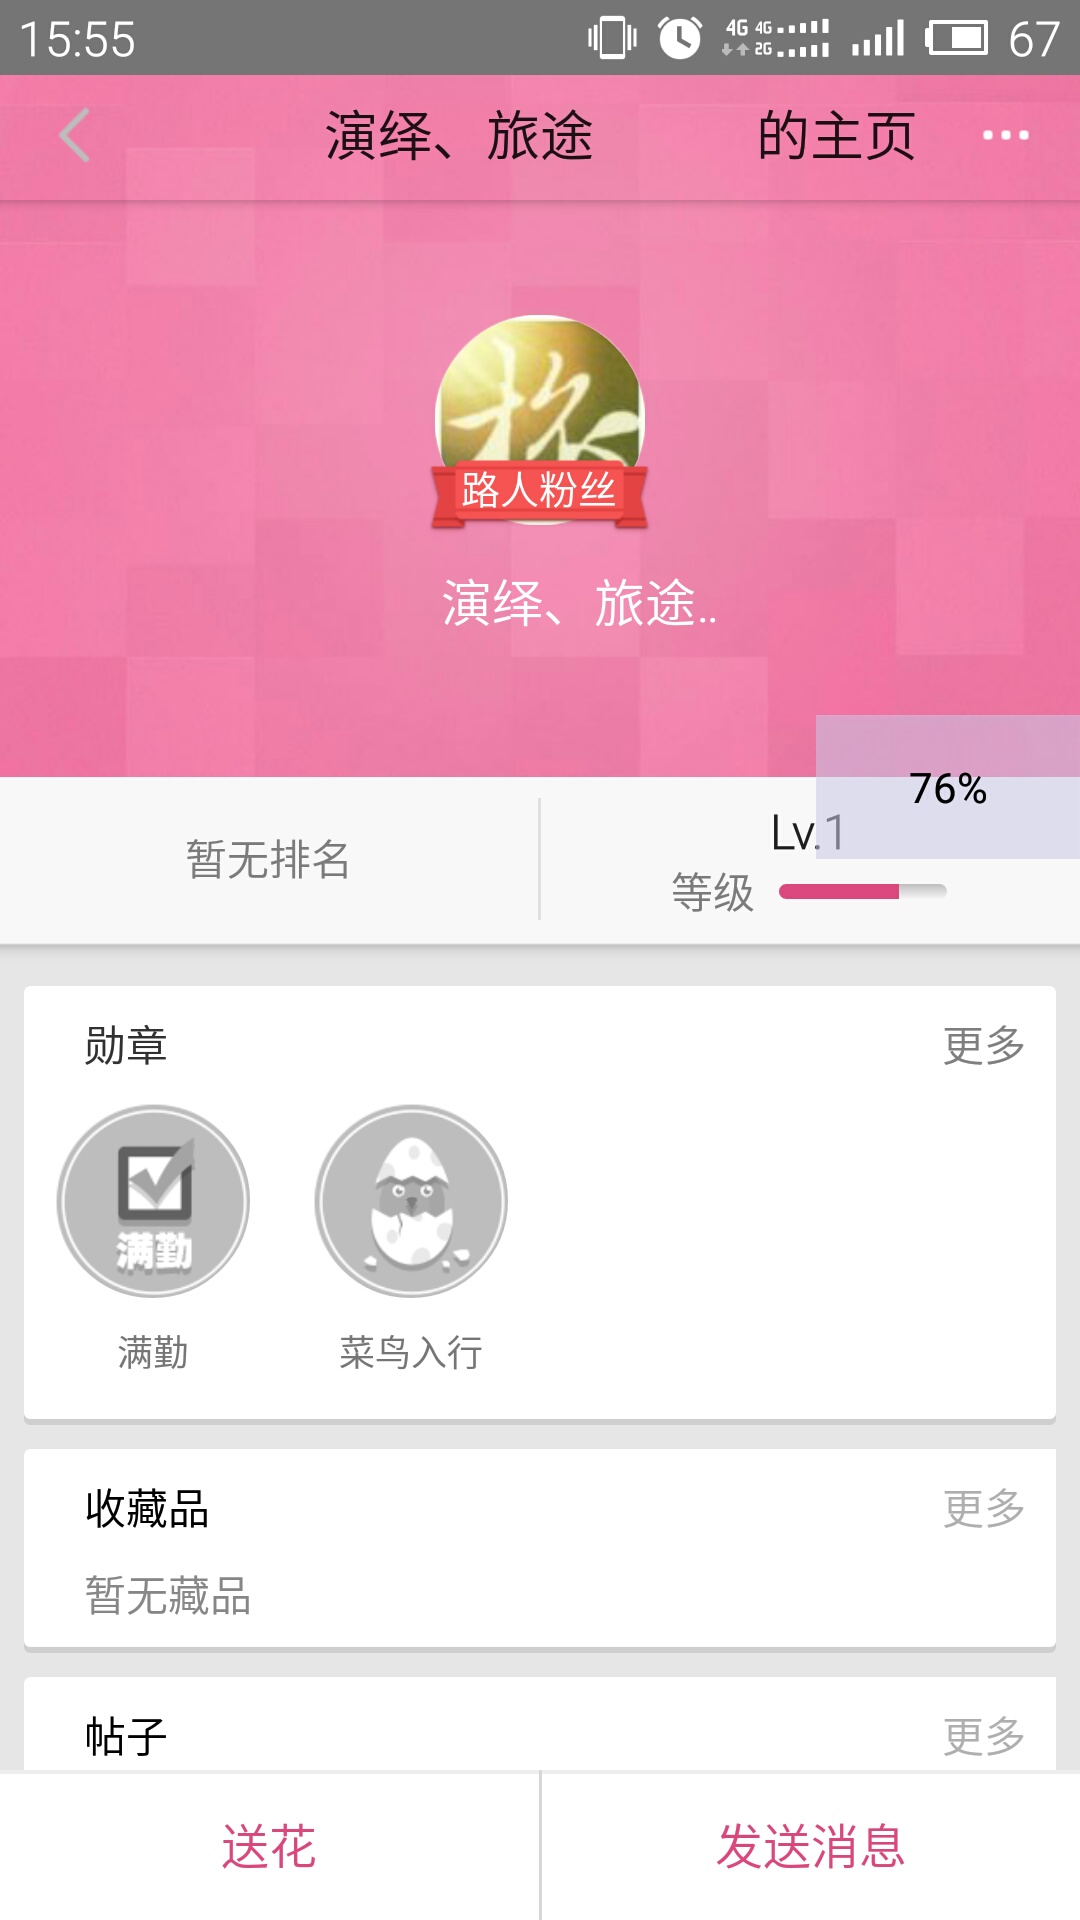 15:55 4G 4G 2G 67
演绎、旅途 的主页
旅
路人粉丝
演绎、旅途..
76%
暂无排名
Lv.1
等级
勋章 更多
满勤
满勤 菜鸟入行
收藏品 更多
暂无藏品
帖子 更多
送花 发送消息